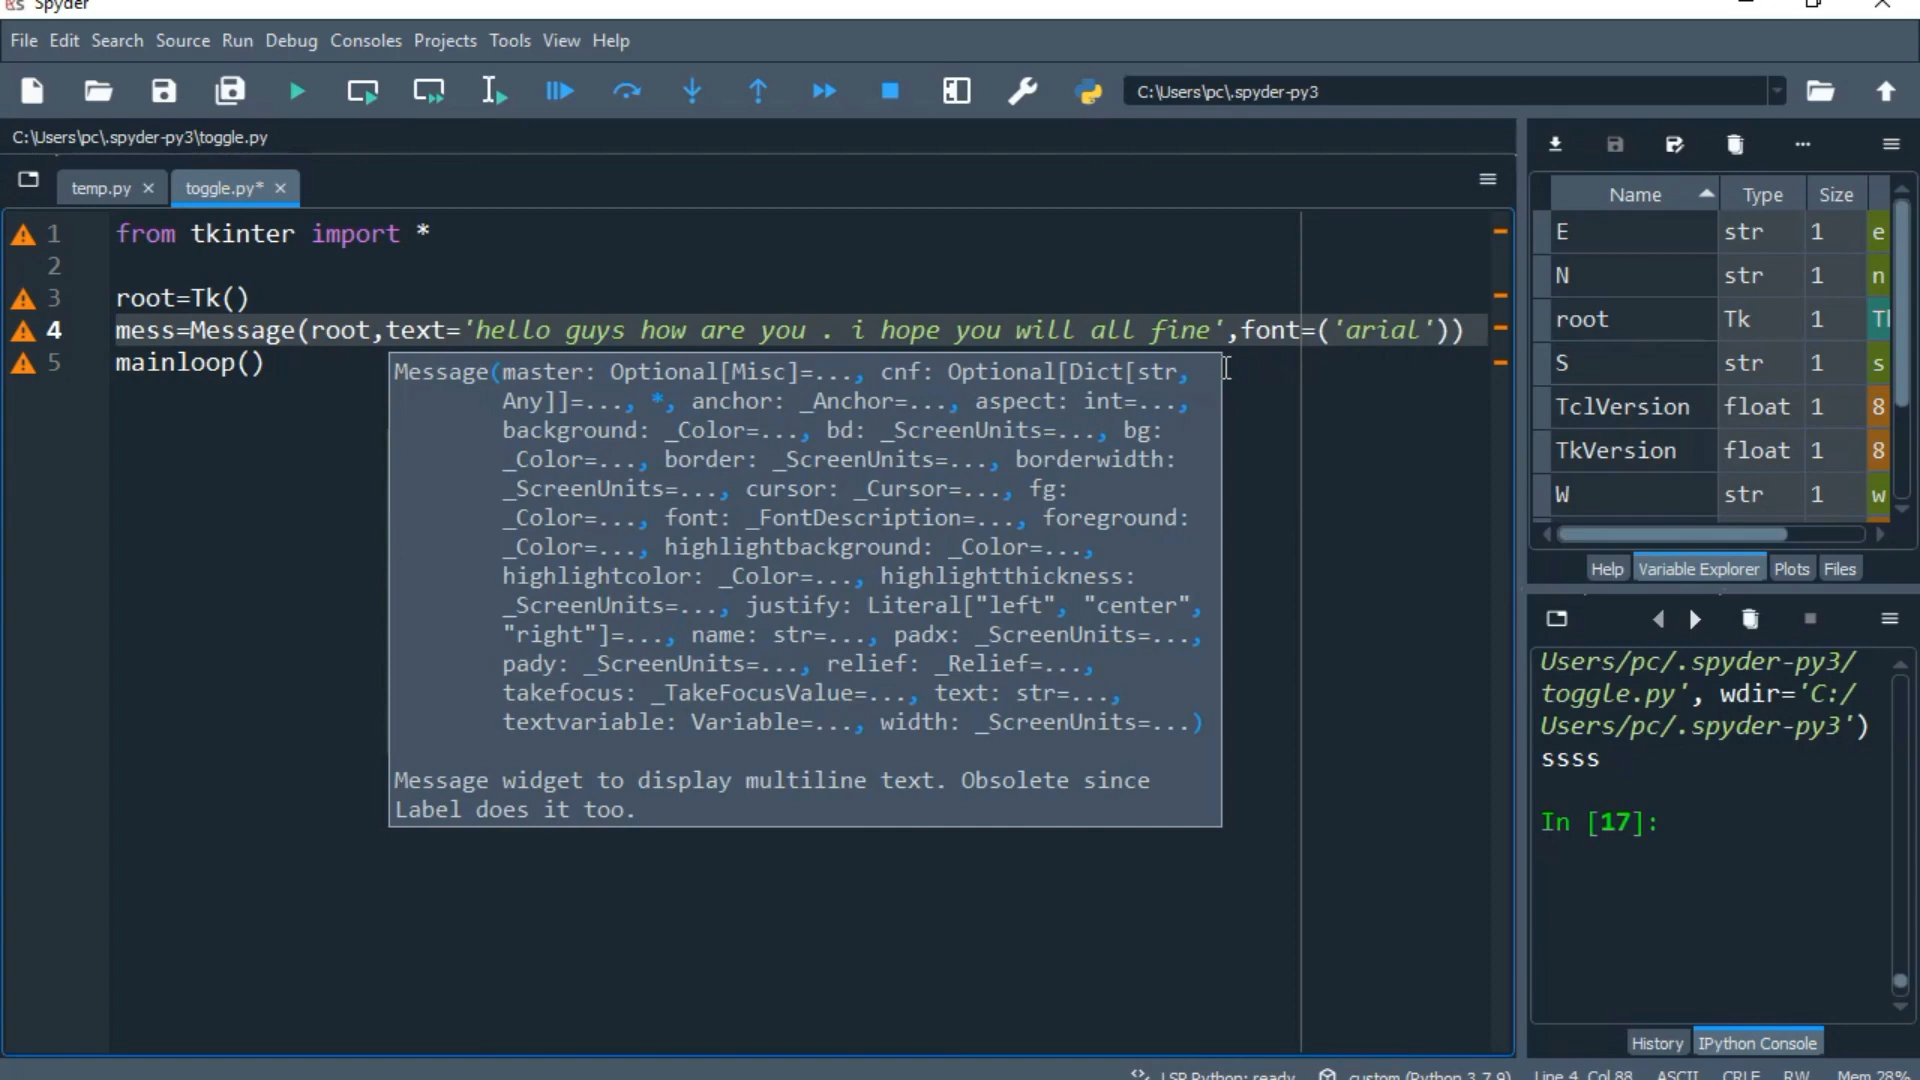 Spyder
File Edit Search Source Run Debug Consoles Projects Tools View Help
C:\Users\pc\.spyder-py3
C:\Users\pc\.spyder-py3\toggle.py
temp.py
toggle.py*
1 from tkinter import *
2
3 root=Tk()
4 mess=Message(root,text='hello guys how are you . i hope you will all fine',font=('arial'))
5 mainloop()
Message(master: Optional[Misc]=..., cnf: Optional[Dict[str,
Any]]=..., *, anchor: _Anchor=..., aspect: int=...,
background: _Color=..., bd: _ScreenUnits=..., bg:
_Color=..., border: _ScreenUnits=..., borderwidth:
_ScreenUnits=..., cursor: _Cursor=..., fg:
_Color=..., font: _FontDescription=..., foreground:
_Color=..., highlightbackground: _Color=...,
highlightcolor: _Color=..., highlightthickness:
_ScreenUnits=..., justify: Literal["left", "center",
"right"]=..., name: str=..., padx: _ScreenUnits=...,
pady: _ScreenUnits=..., relief: _Relief=...,
takefocus: _TakeFocusValue=..., text: str=...,
textvariable: Variable=..., width: _ScreenUnits=...)
Message widget to display multiline text. Obsolete since
Label does it too.
Name Type Size
E str 1 e
N str 1 n
root Tk 1 Tk
S str 1 s
TclVersion float 1 8
TkVersion float 1 8
W str 1 w
Help Variable Explorer Plots Files
Users/pc/.spyder-py3/
toggle.py', wdir='C:/
Users/pc/.spyder-py3')
ssss
In [17]:
History IPython Console
LSP Python: ready custom (Python 3.7.9) Line 4, Col 88 ASCII CRLF RW Mem 28%